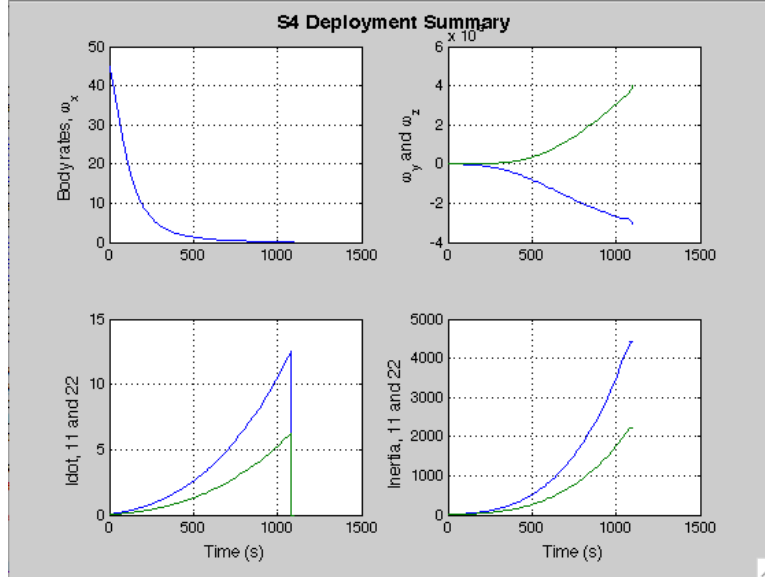 S4 Deployment Summary
Body rates, ω_x
50
40
30
20
10
0
0 500 1000 1500
ω_y and ω_z
6
4
2
0
-2
-4
0 500 1000 1500
Idot, 11 and 22
15
10
5
0
0 500 1000 1500
Time (s)
Inertia, 11 and 22
5000
4000
3000
2000
1000
0
0 500 1000 1500
Time (s)